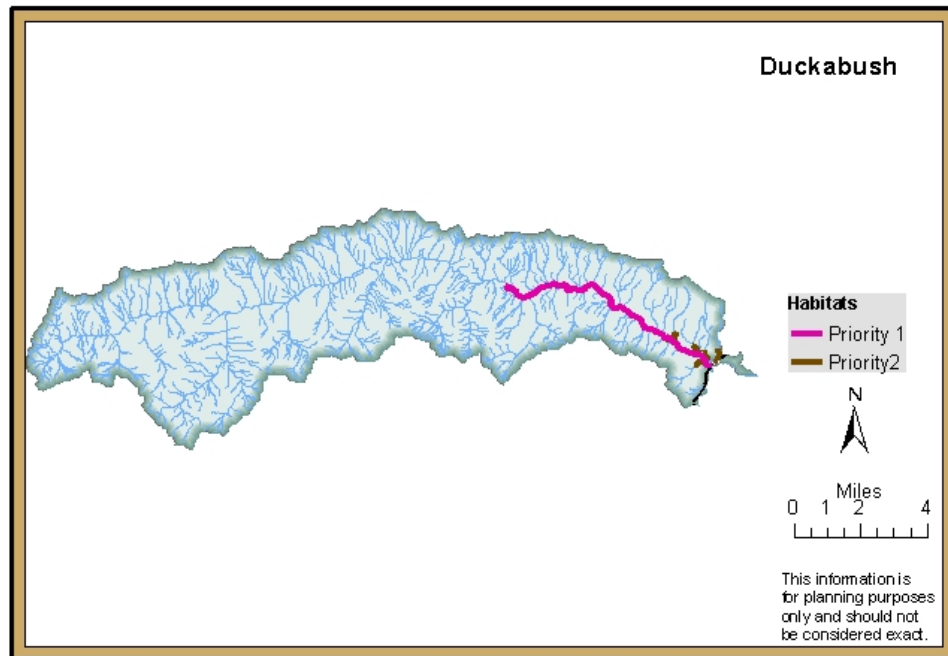 Duckabush
Habitats
Priority 1
Priority2
N
Miles
0 1 2 4
This information is
for planning purposes
only and should not
be considered exact.